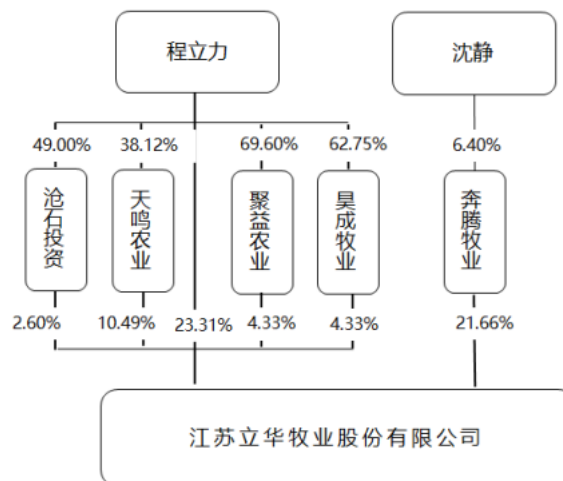 程立力
沈静
49.00%
38.12%
69.60%
62.75%
6.40%
沧石投资
天鸣农业
聚益农业
昊成牧业
奔腾牧业
2.60%
10.49%
23.31%
4.33%
4.33%
21.66%
江苏立华牧业股份有限公司